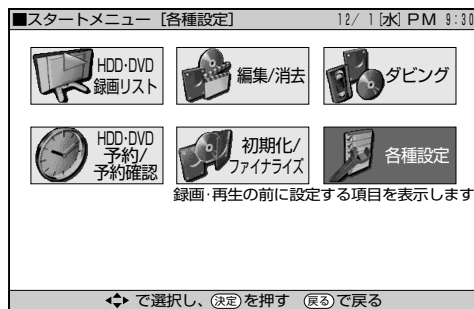 ■スタートメニュー［各種設定］ 12/ 1[水] PM 9:30
HDD·DVD
録画リスト
編集/消去
ダビング
HDD·DVD
予約/
予約確認
初期化/
ファイナライズ
各種設定
録画·再生の前に設定する項目を表示します
で選択し、決定を押す 戻るで戻る